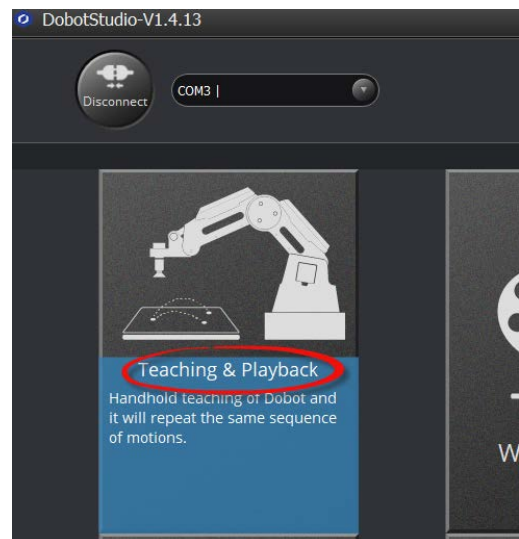 DobotStudio-V1.4.13
Disconnect
COM3
Teaching & Playback
Handhold teaching of Dobot and
it will repeat the same sequence
of motions.
W